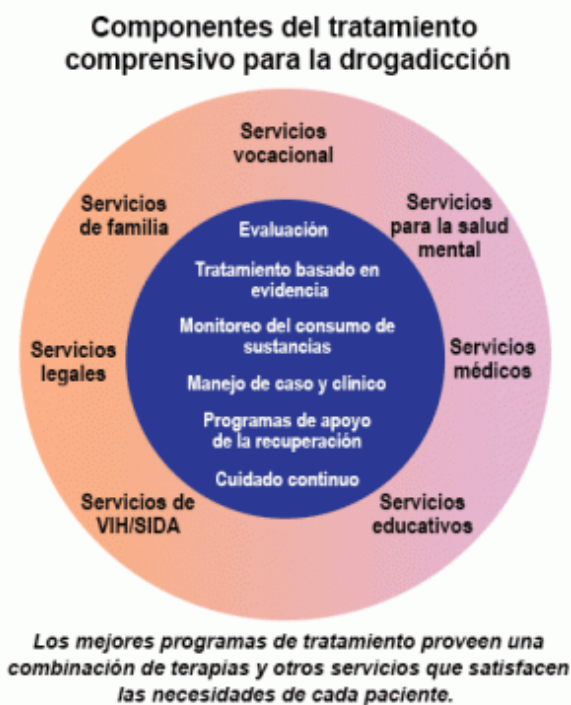 Componentes del tratamiento
comprensivo para la drogadicción
Servicios
vocacional
Servicios
de familia
Servicios
para la salud
mental
Evaluación
Tratamiento basado en
evidencia
Monitoreo del consumo de
sustancias
Manejo de caso y clínico
Programas de apoyo
de la recuperación
Cuidado continuo
Servicios
legales
Servicios
médicos
Servicios de
VIH/SIDA
Servicios
educativos
Los mejores programas de tratamiento proveen una
combinación de terapias y otros servicios que satisfacen
las necesidades de cada paciente.